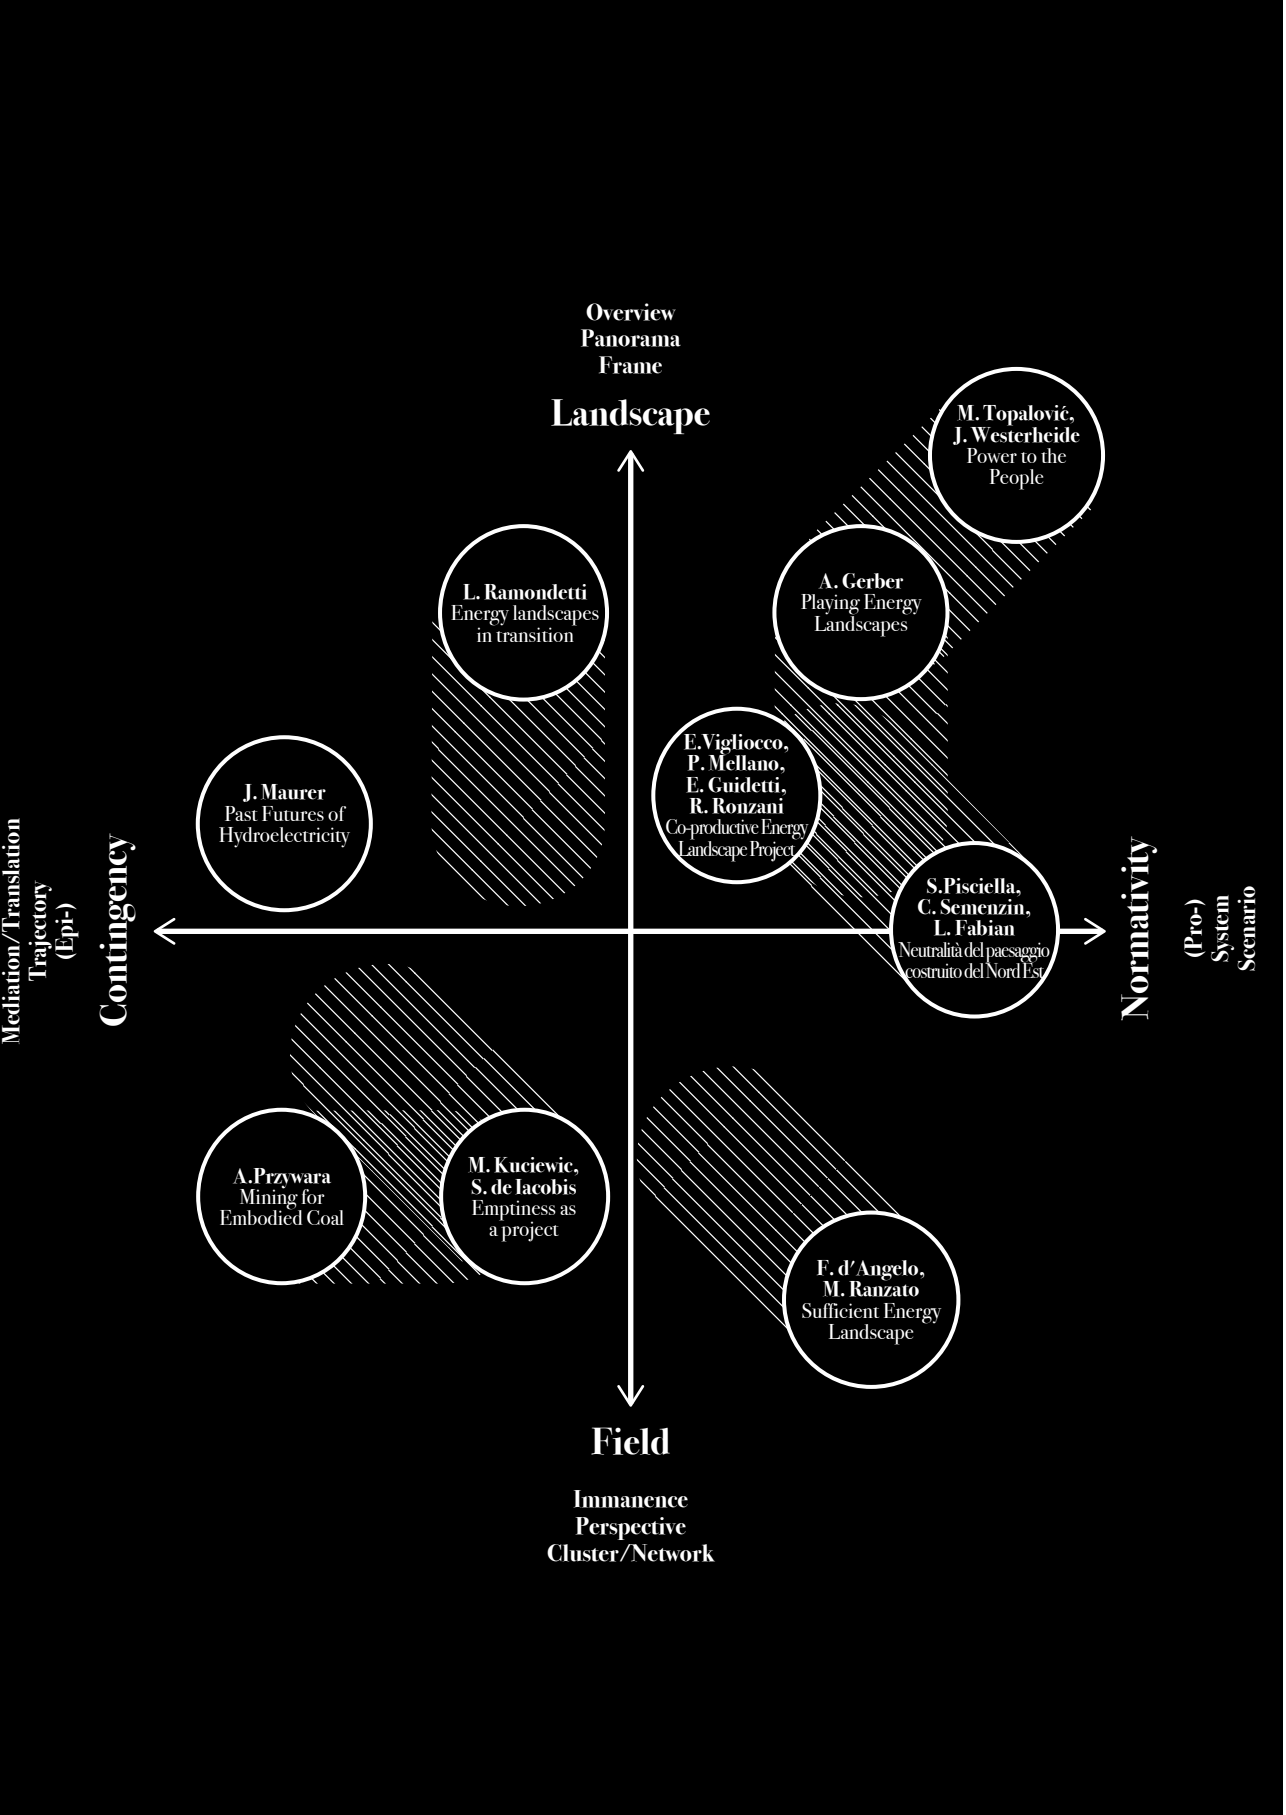 Overview
Panorama
Frame
Landscape
M. Topalović,
J. Westerheide
Power to the
People
L. Ramondetti
Energy landscapes
in transition
A. Gerber
Playing Energy
Landscapes
J. Maurer
Past Futures of
Hydroelectricity
E.Vigliocco,
P. Mellano,
E. Guidetti,
R. Ronzani
Co-productive Energy
Landscape Project
S.Pisciella,
C. Semenzin,
L. Fabian
Neutralità del paesaggio
costruito del Nord Est
Mediation/Translation
Trajectory
(Epi-)
Contingency
Normativity
(Pro-)
System
Scenario
A.Przywara
Mining for
Embodied Coal
M. Kuciewic,
S. de Iacobis
Emptiness as
a project
F. d'Angelo,
M. Ranzato
Sufficient Energy
Landscape
Field
Immanence
Perspective
Cluster/Network